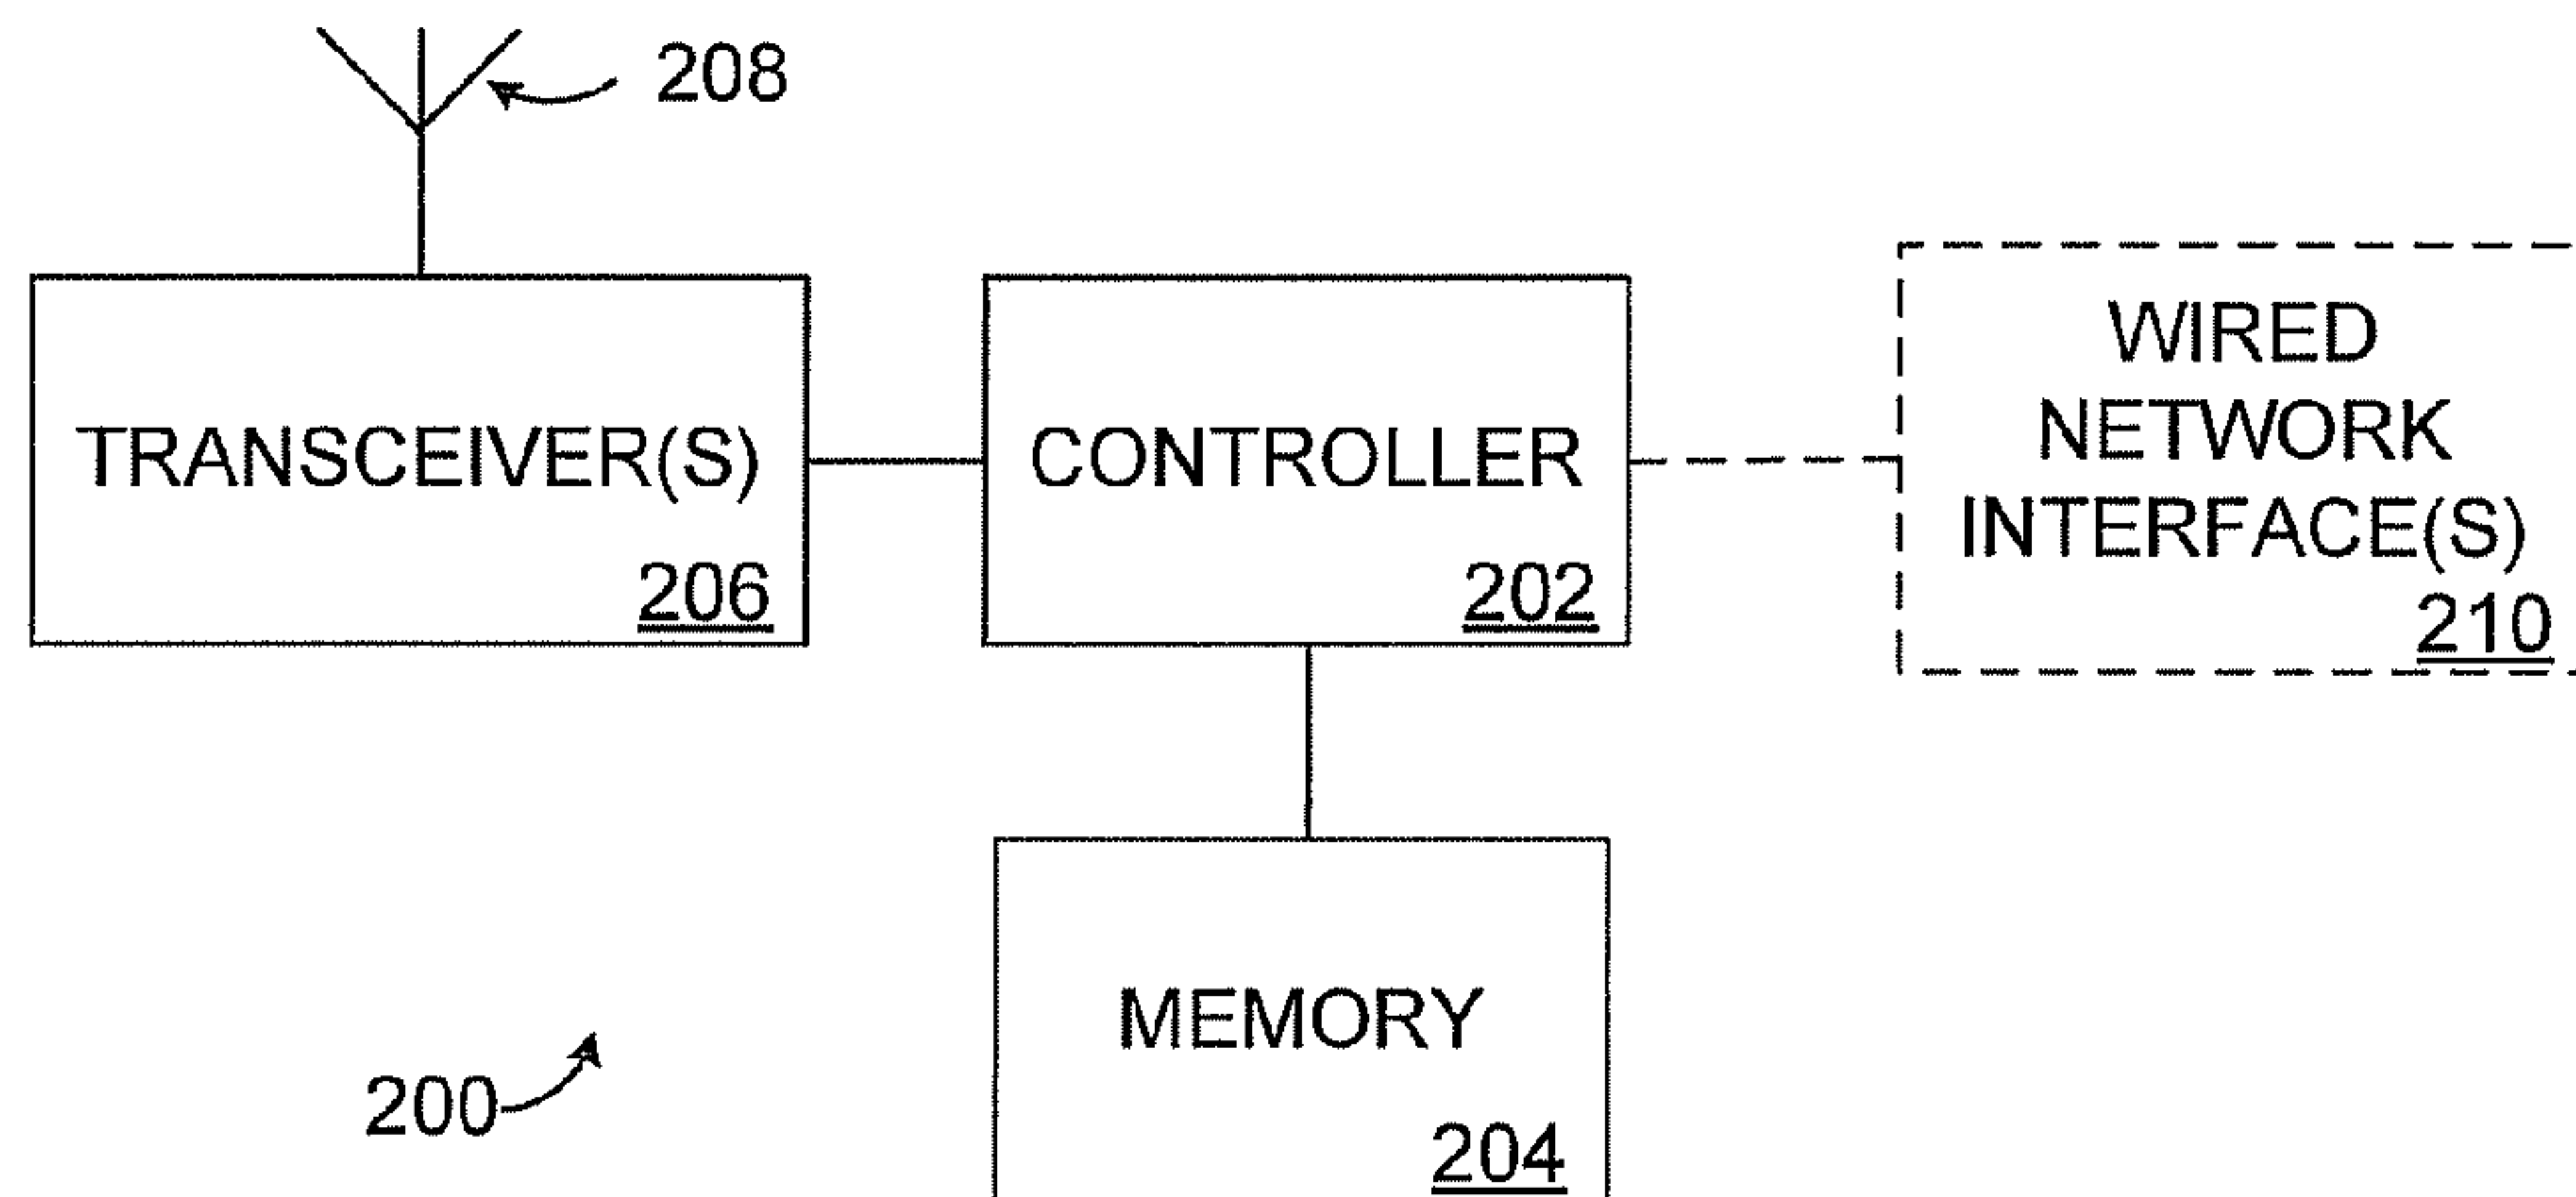 208
TRANSCEIVER(S)
206
CONTROLLER
202
WIRED
NETWORK
INTERFACE(S)
210
MEMORY
204
200